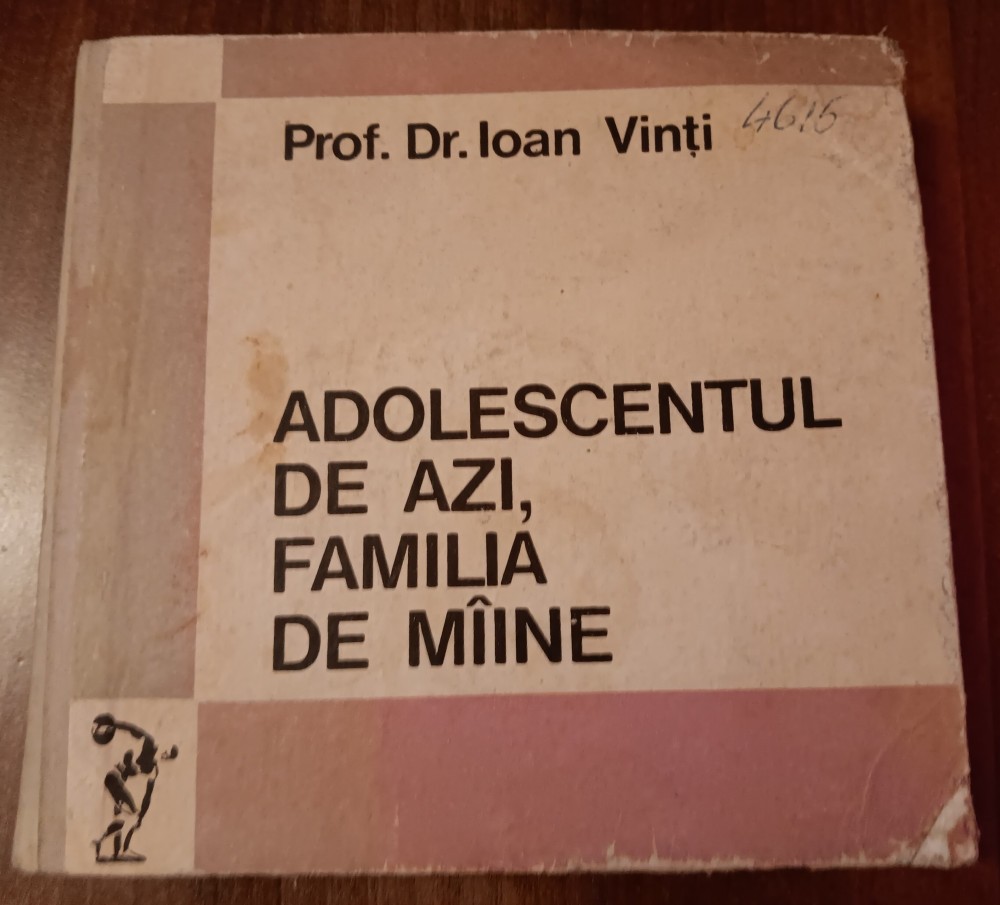 Prof. Dr. Ioan Vinți 4615
ADOLESCENTUL
DE AZI,
FAMILIA
DE MÎINE